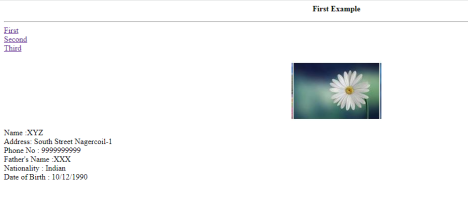 First Example
First
Second
Third
Name :XYZ
Address: South Street Nagercoil-1
Phone No : 9999999999
Father's Name :XXX
Nationality : Indian
Date of Birth : 10/12/1990